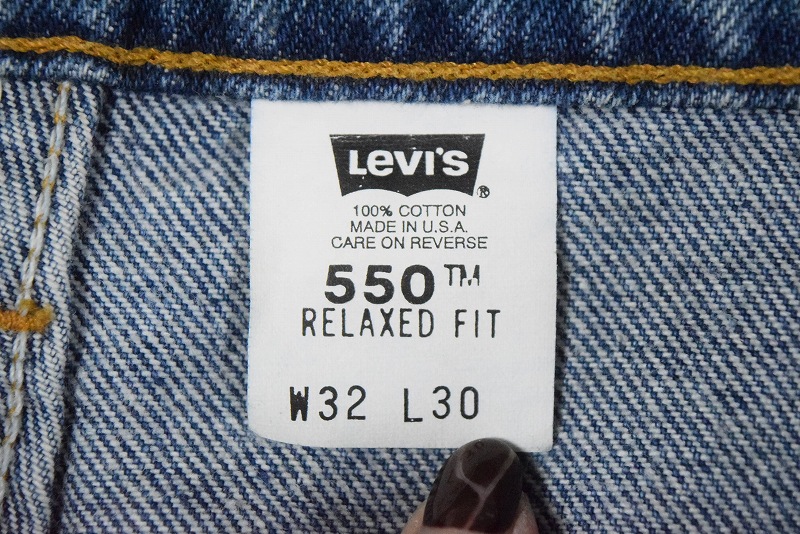 Levi's®
100% COTTON
MADE IN U.S.A.
CARE ON REVERSE
550™
RELAXED FIT
W32 L30